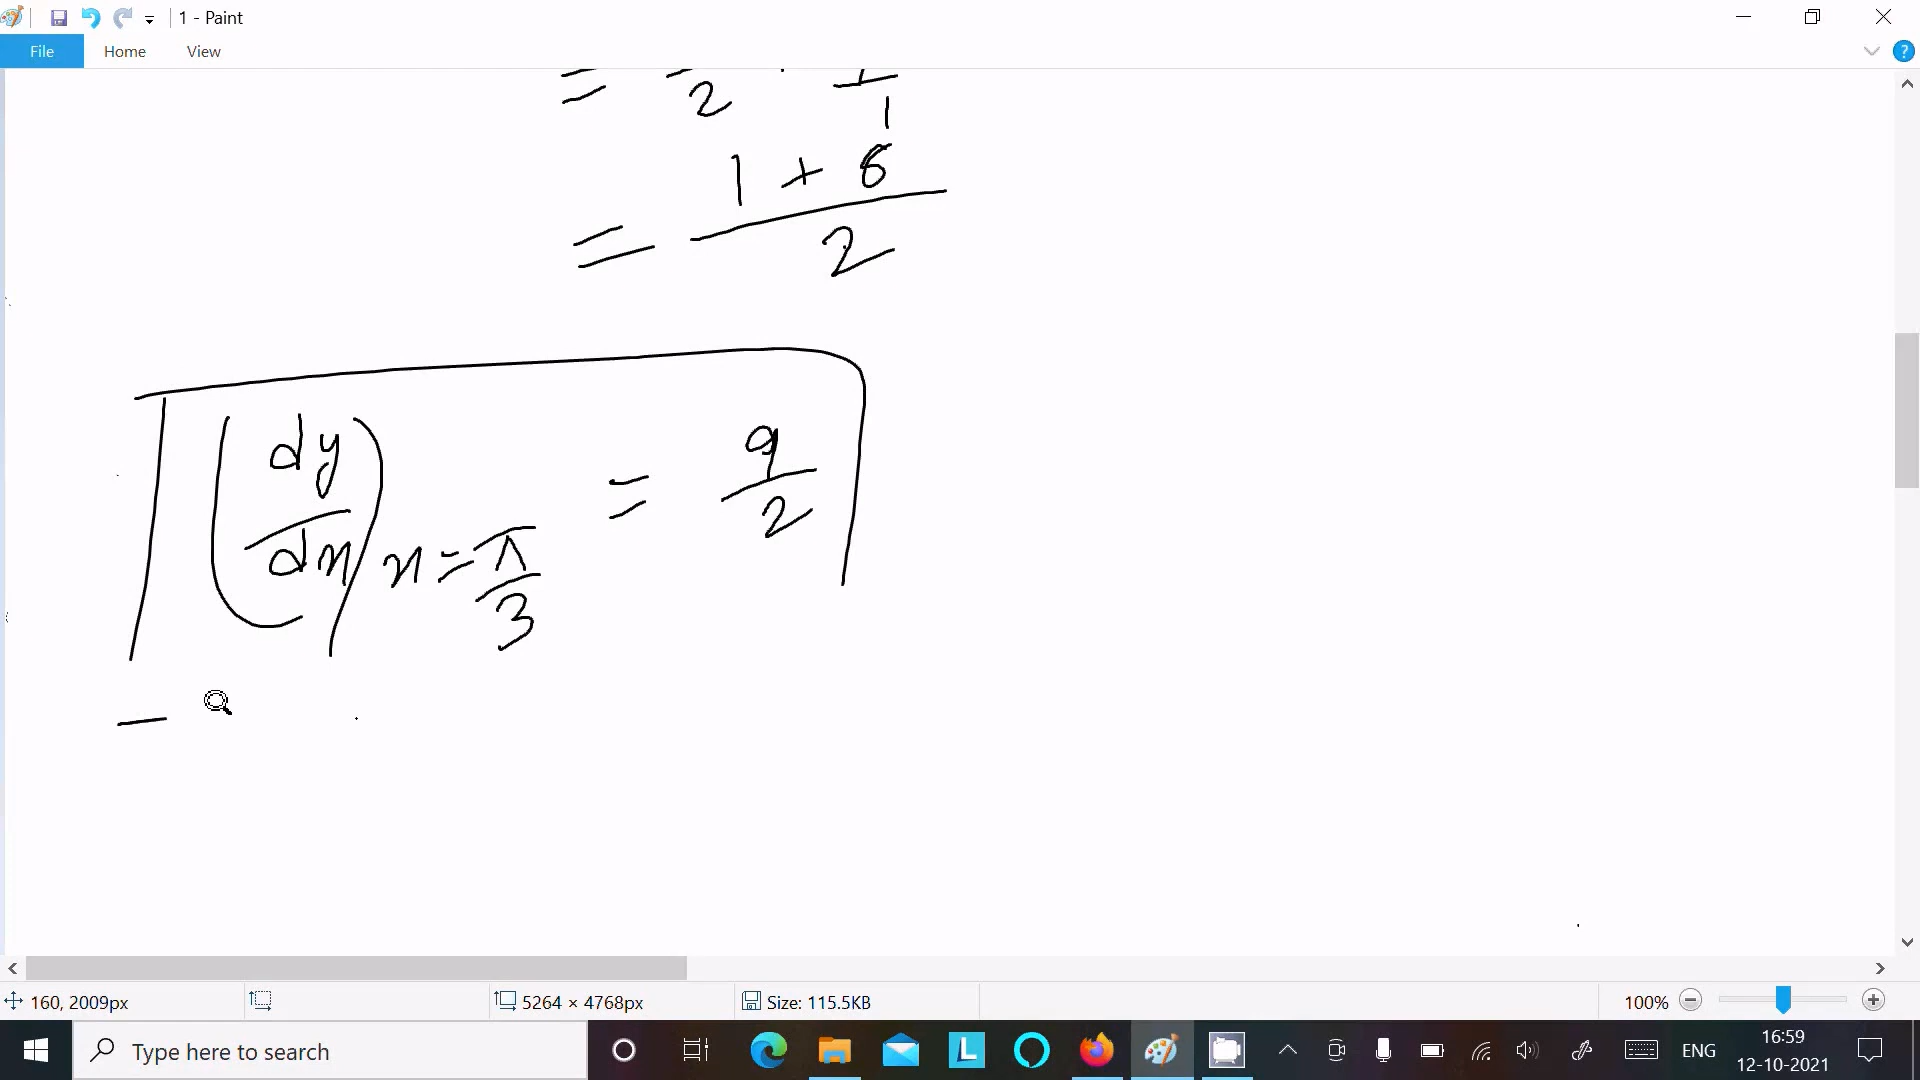 1 - Paint
File Home View
= 2 1
1 + 8
= 2
(dy/dx) x = π/3 = 9/2
160, 2009px 5264 × 4768px Size: 115.5KB 100%
Type here to search L ENG 16:59
12-10-2021